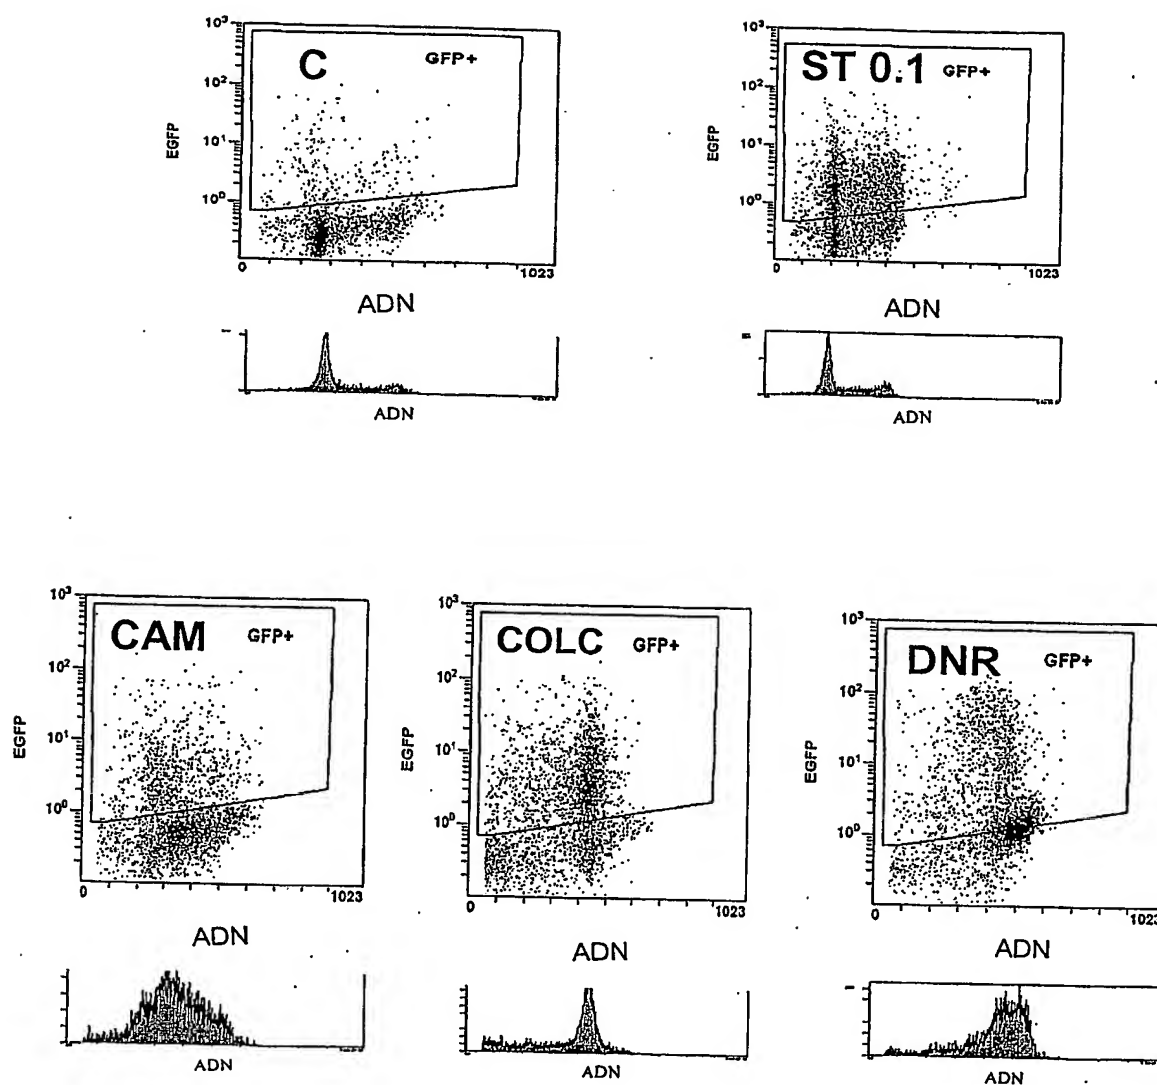 10³
C GFP+
10²
EGFP
10¹
10⁰
0 1023
ADN
ADN
10³
ST 0.1 GFP+
10²
EGFP
10¹
10⁰
0 1023
ADN
ADN
10³
CAM GFP+
10²
EGFP
10¹
10⁰
0 1023
ADN
ADN
10³
COLC GFP+
10²
EGFP
10¹
10⁰
0 1023
ADN
ADN
10³
DNR GFP+
10²
EGFP
10¹
10⁰
0 1023
ADN
ADN